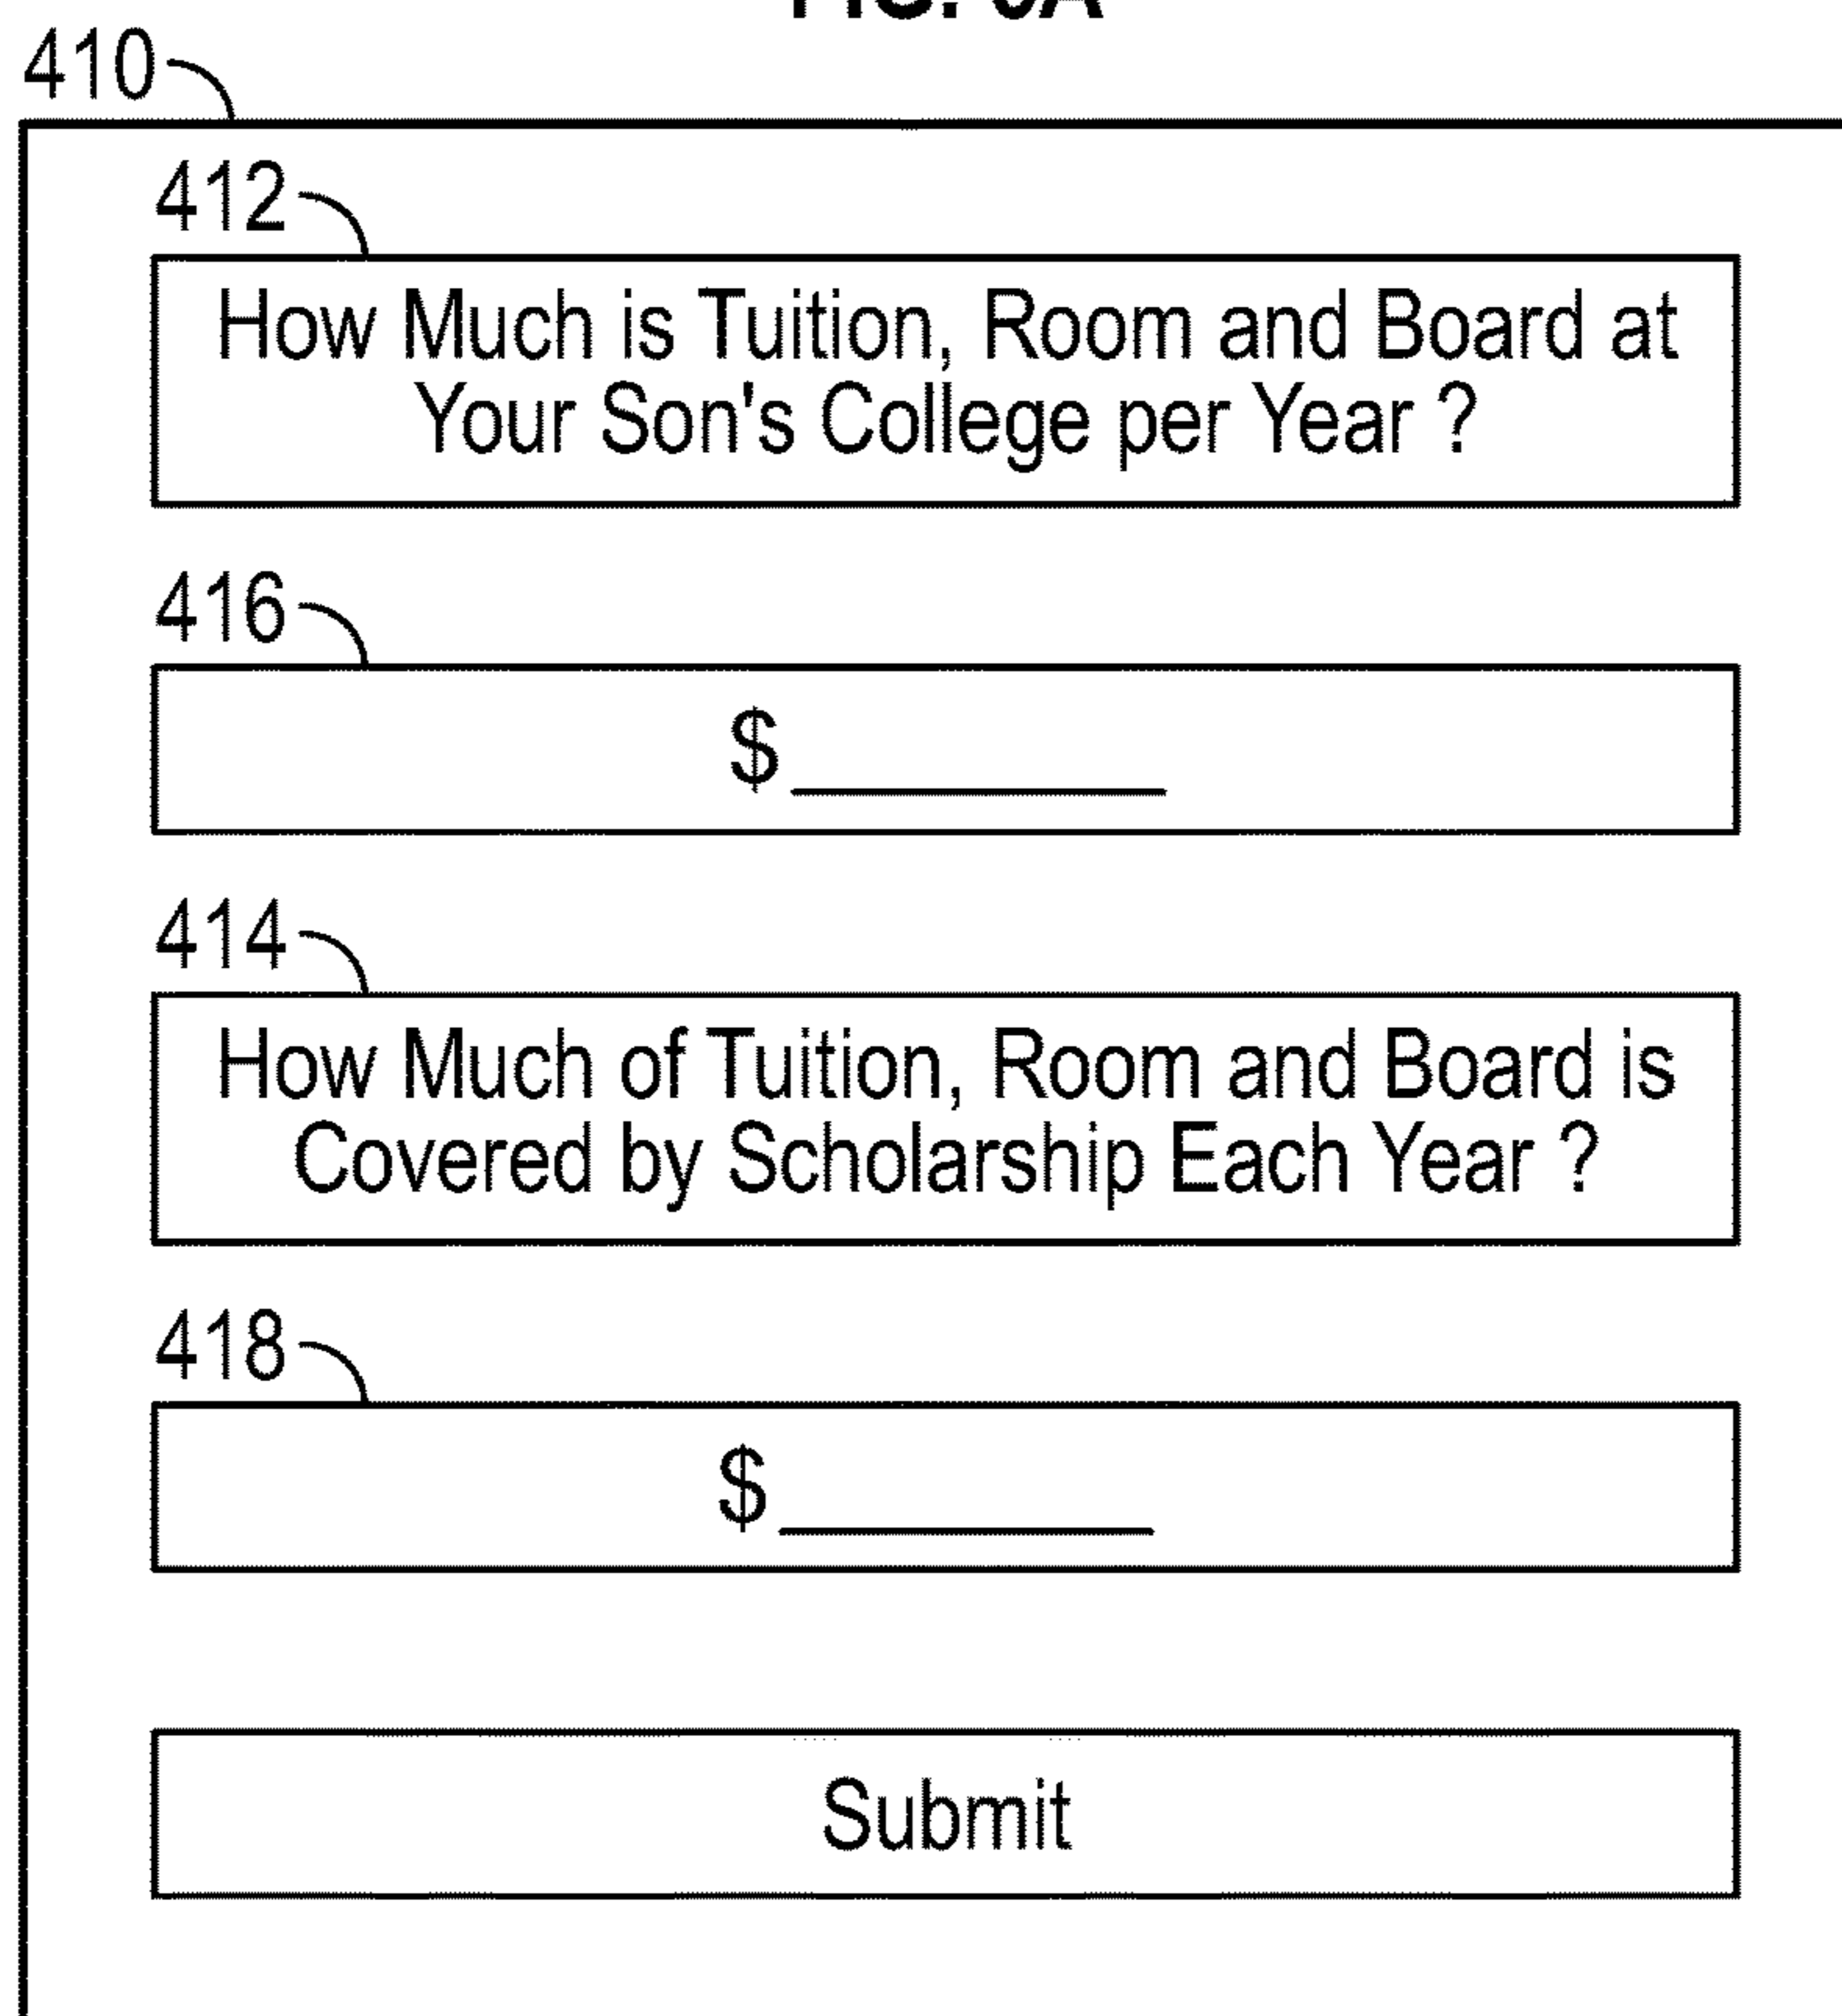 410
412
How Much is Tuition, Room and Board at
Your Son's College per Year ?
416
$
414
How Much of Tuition, Room and Board is
Covered by Scholarship Each Year ?
418
$
Submit